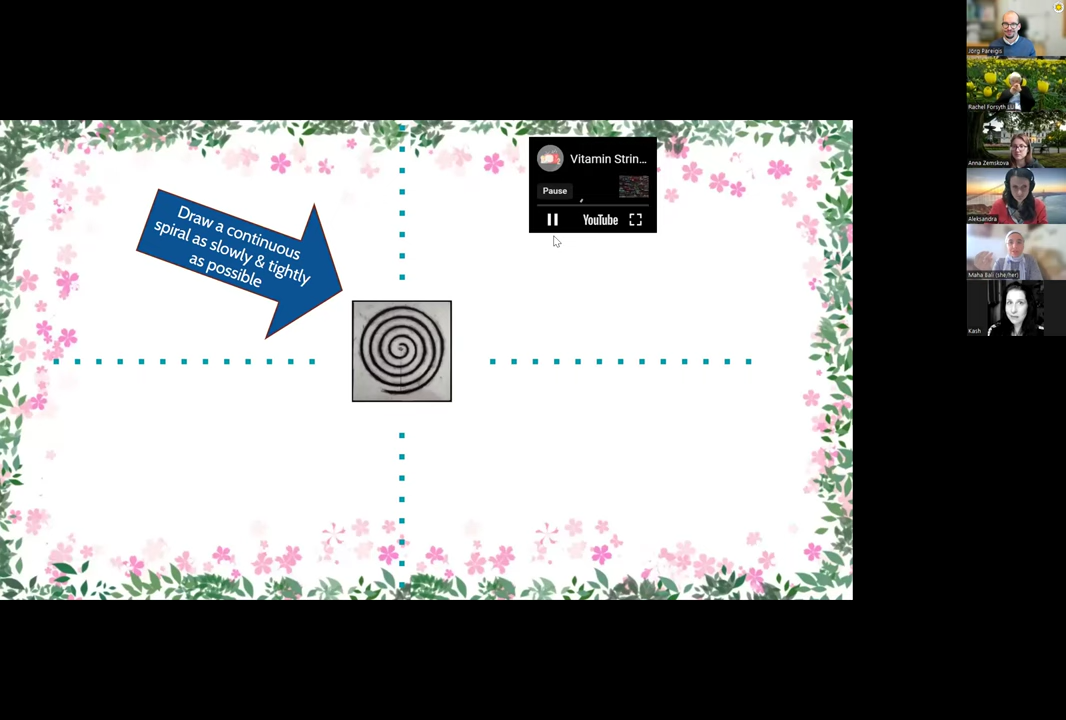 Draw a continuous
spiral as slowly & tightly
as possible
Vitamin Strin...
Pause
YouTube
Jörg Pareigis
Rachel Forsyth LU
Anna Zemskova
Aleksandra
Maha Bali (she/her)
Kash